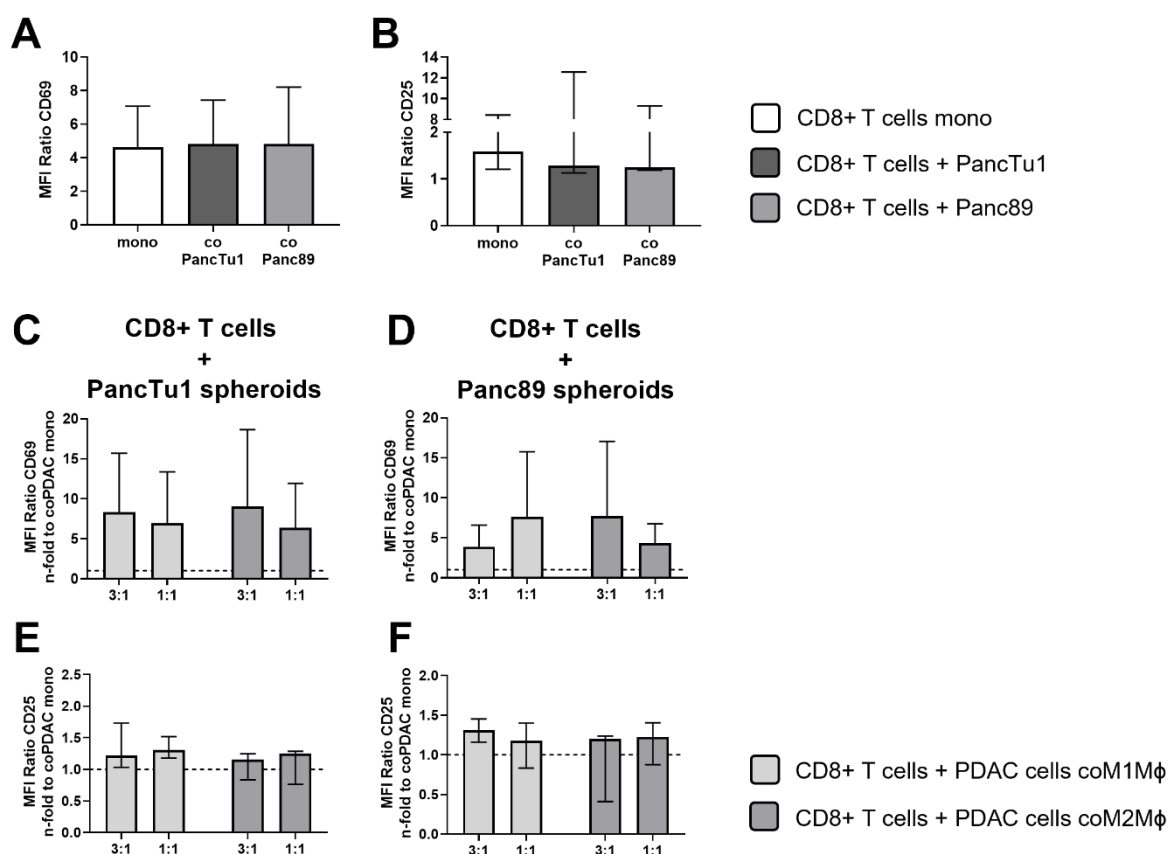 A
MFI Ratio CD69
10
8
6
4
2
0
mono
co
PancTu1
co
Panc89
B
MFI Ratio CD25
14
12
10
8
2
1
0
mono
co
PancTu1
co
Panc89
CD8+ T cells mono
CD8+ T cells + PancTu1
CD8+ T cells + Panc89
C
CD8+ T cells
+
PancTu1 spheroids
MFI Ratio CD69
n-fold to coPDAC mono
20
15
10
5
0
3:1
1:1
3:1
1:1
D
CD8+ T cells
+
Panc89 spheroids
MFI Ratio CD69
n-fold to coPDAC mono
20
15
10
5
0
3:1
1:1
3:1
1:1
E
MFI Ratio CD25
n-fold to coPDAC mono
2.5
2.0
1.5
1.0
0.5
0.0
3:1
1:1
3:1
1:1
F
MFI Ratio CD25
n-fold to coPDAC mono
2.0
1.5
1.0
0.5
0.0
3:1
1:1
3:1
1:1
CD8+ T cells + PDAC cells coM1Mϕ
CD8+ T cells + PDAC cells coM2Mϕ